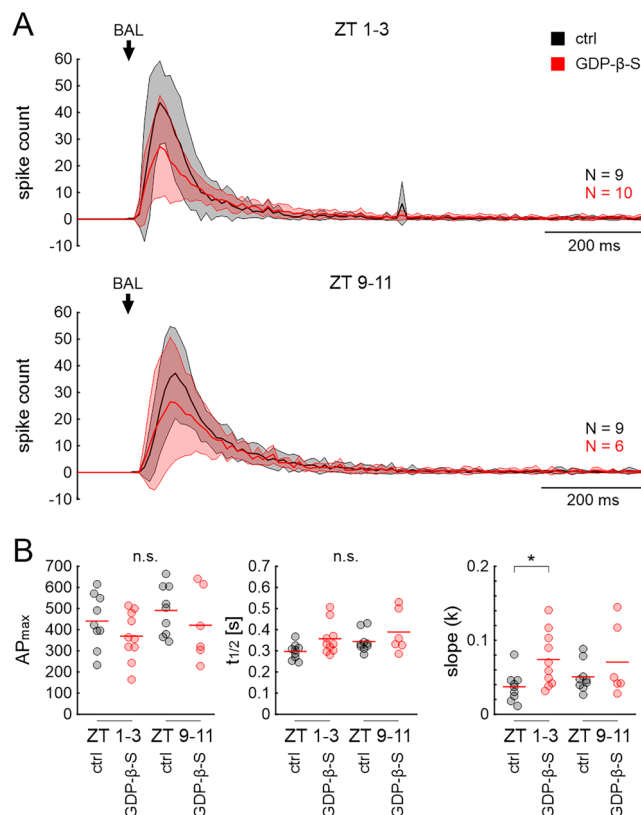 A
ZT 1-3
ctrl
GDP-β-S
BAL
60
50
40
30
20
10
0
-10
spike count
N = 9
N = 10
200 ms
ZT 9-11
BAL
60
50
40
30
20
10
0
-10
spike count
N = 9
N = 6
200 ms
B
n.s.
700
600
500
400
300
200
100
0
APmax
ZT 1-3
ZT 9-11
ctrl
GDP-β-S
ctrl
GDP-β-S
n.s.
0.7
0.6
0.5
0.4
0.3
0.2
0.1
0
t1/2 [s]
ZT 1-3
ZT 9-11
ctrl
GDP-β-S
ctrl
GDP-β-S
*
0.2
0.1
0
slope (k)
ZT 1-3
ZT 9-11
ctrl
GDP-β-S
ctrl
GDP-β-S